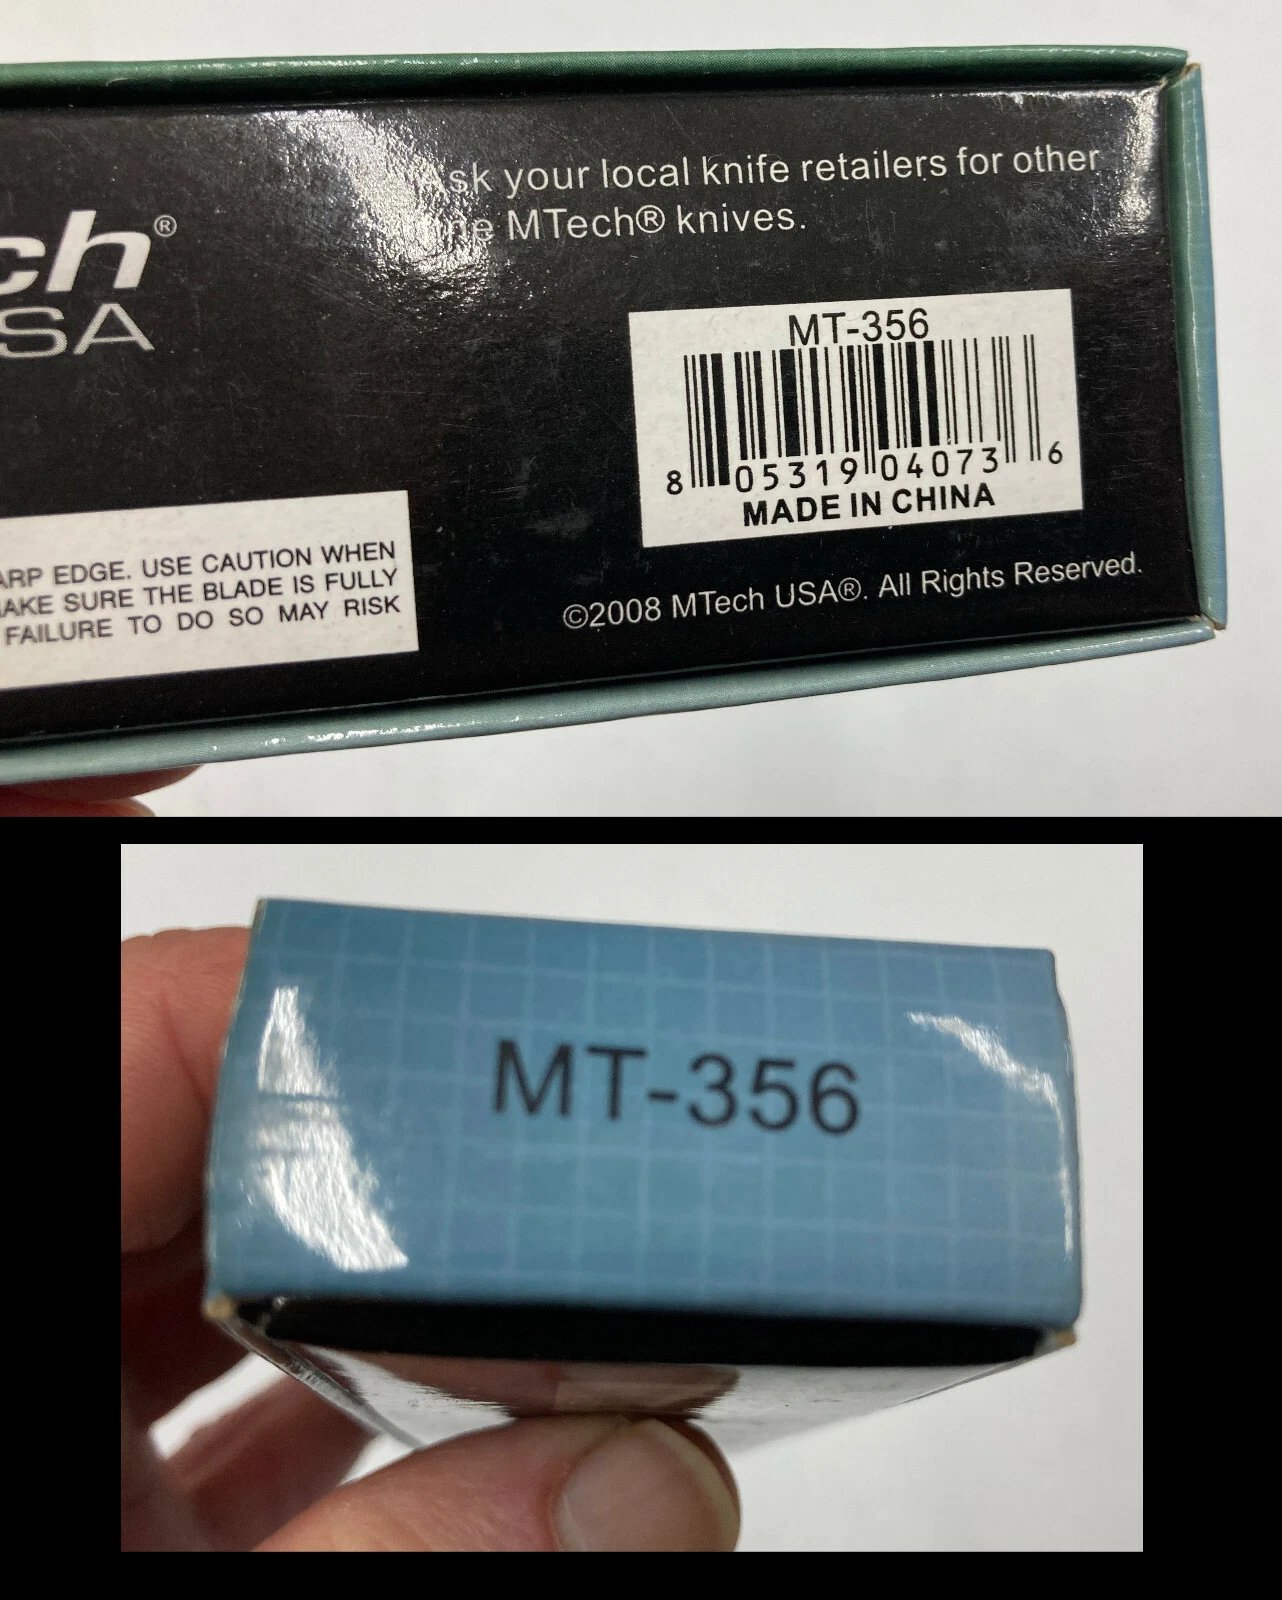 sk your local knife retailers for other
ne MTech® knives.
ch®
SA
MT-356
8 05319 04073 6
MADE IN CHINA
ARP EDGE. USE CAUTION WHEN
AKE SURE THE BLADE IS FULLY
FAILURE TO DO SO MAY RISK
©2008 MTech USA®. All Rights Reserved.
MT-356